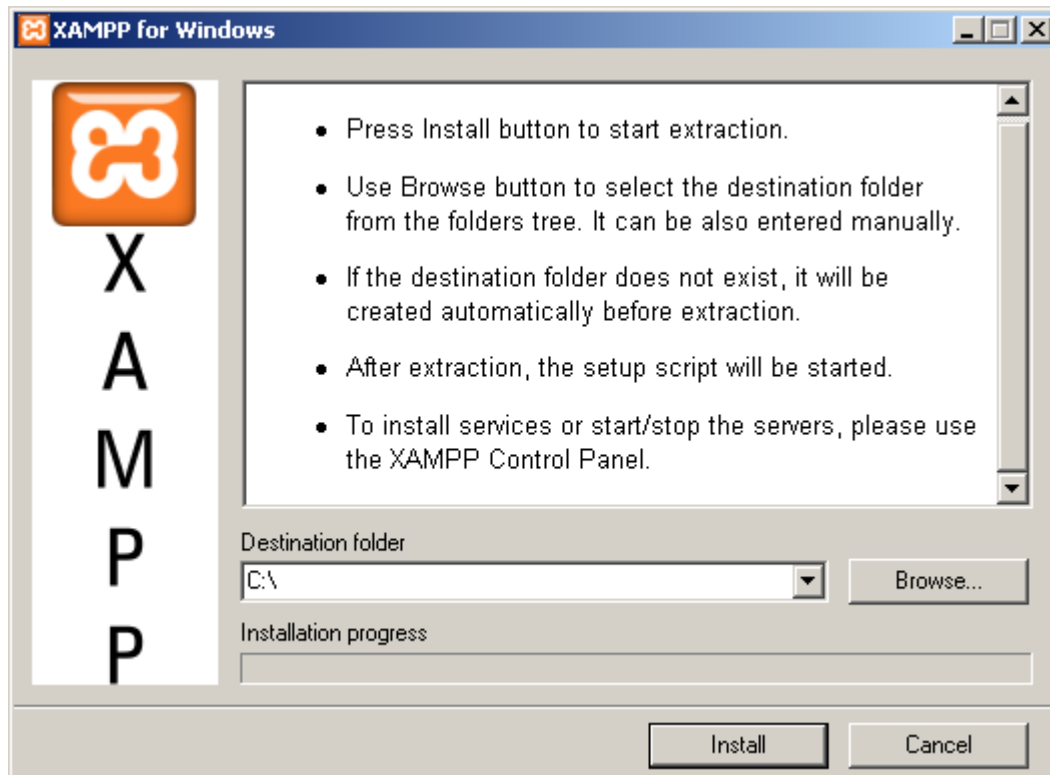 XAMPP for Windows
X
A
M
P
P
Press Install button to start extraction.
Use Browse button to select the destination folder
from the folders tree. It can be also entered manually.
If the destination folder does not exist, it will be
created automatically before extraction.
After extraction, the setup script will be started.
To install services or start/stop the servers, please use
the XAMPP Control Panel.
Destination folder
C:\
Browse...
Installation progress
Install
Cancel